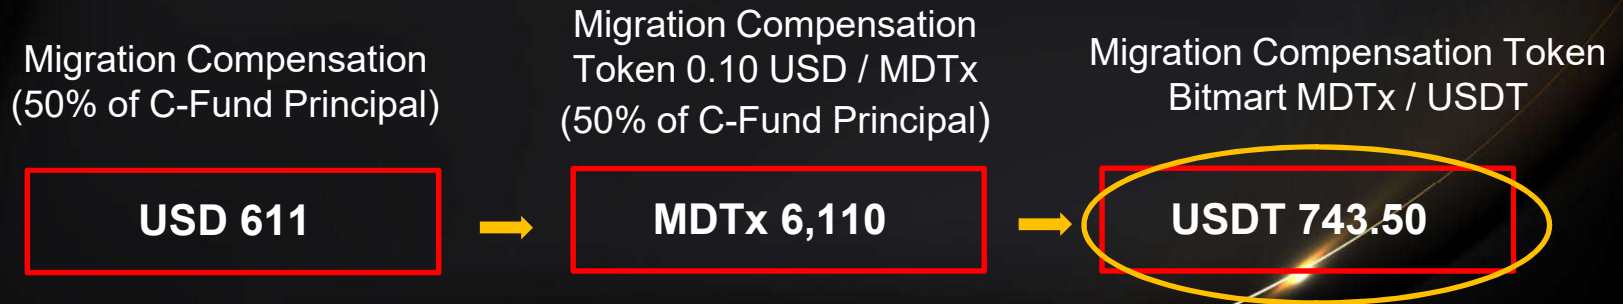 Migration Compensation
(50% of C-Fund Principal)
Migration Compensation
Token 0.10 USD / MDTx
(50% of C-Fund Principal)
Migration Compensation Token
Bitmart MDTx / USDT
USD 611
MDTx 6,110
USDT 743.50